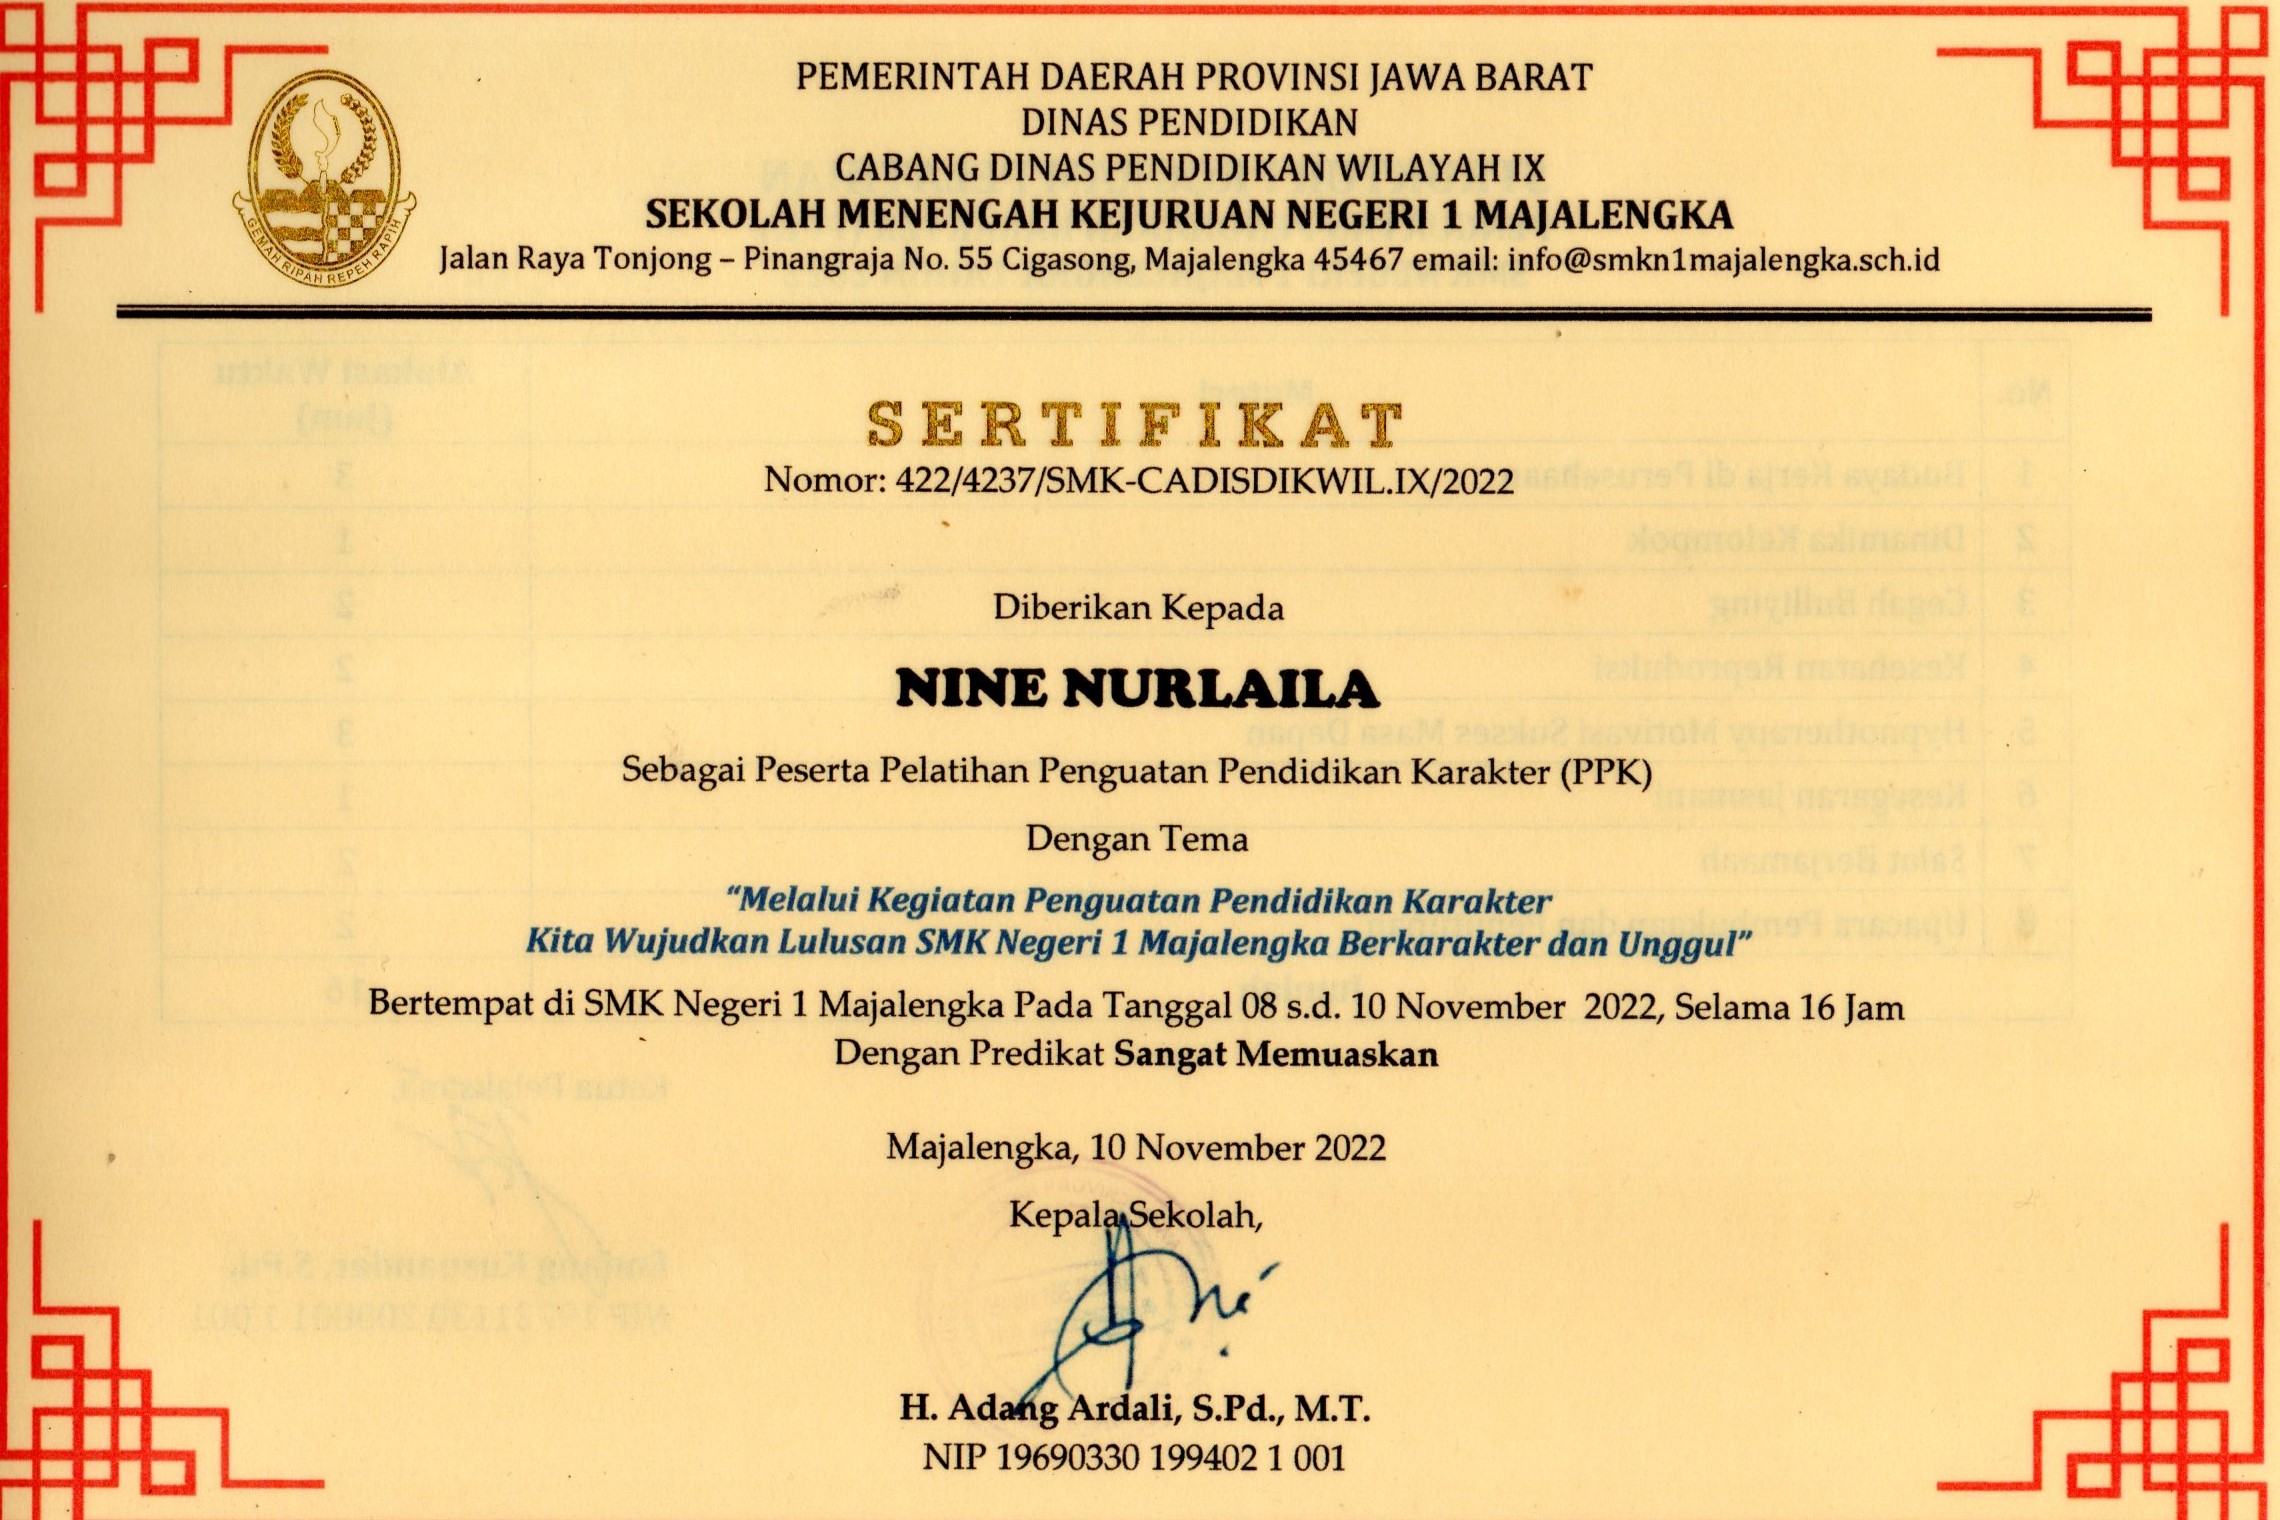 PEMERINTAH DAERAH PROVINSI JAWA BARAT
DINAS PENDIDIKAN
CABANG DINAS PENDIDIKAN WILAYAH IX
SEKOLAH MENENGAH KEJURUAN NEGERI 1 MAJALENGKA
Jalan Raya Tonjong – Pinangraja No. 55 Cigasong, Majalengka 45467 email: info@smkn1majalengka.sch.id
GEMAH RIPAH REPEH RAPIH
SERTIFIKAT
Nomor: 422/4237/SMK-CADISDIKWIL.IX/2022
Diberikan Kepada
NINE NURLAILA
Sebagai Peserta Pelatihan Penguatan Pendidikan Karakter (PPK)
Dengan Tema
“Melalui Kegiatan Penguatan Pendidikan Karakter
Kita Wujudkan Lulusan SMK Negeri 1 Majalengka Berkarakter dan Unggul”
Bertempat di SMK Negeri 1 Majalengka Pada Tanggal 08 s.d. 10 November 2022, Selama 16 Jam
Dengan Predikat Sangat Memuaskan
Majalengka, 10 November 2022
Kepala Sekolah,
H. Adang Ardali, S.Pd., M.T.
NIP 19690330 199402 1 001